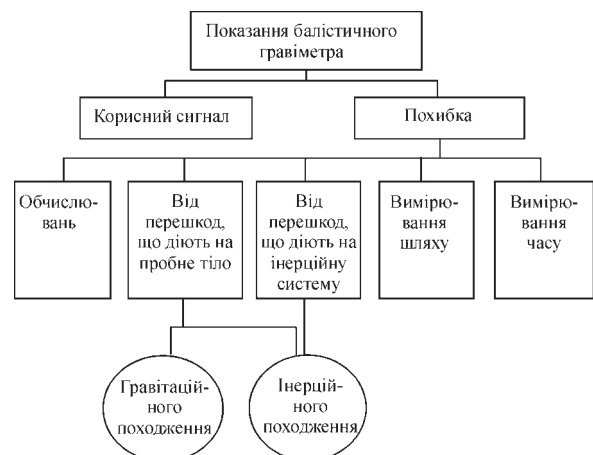 Показання балістичного
гравіметра
Корисний сигнал
Похибка
Обчислю-
вань
Від
перешкод,
що діють на
пробне тіло
Від
перешкод,
що діють на
інерційну
систему
Вимірю-
вання
шляху
Вимірю-
вання
часу
Гравітацій-
ного
походження
Інерцій-
ного
походження